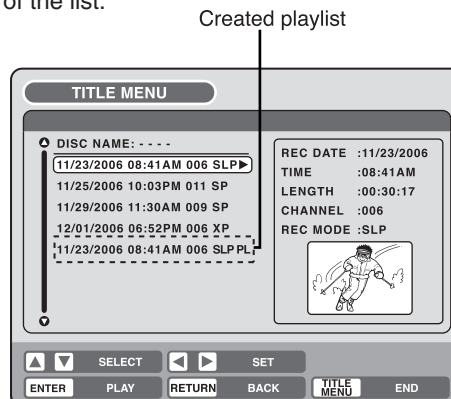 of the list.
Created playlist
TITLE MENU
DISC NAME: - - - -
11/23/2006 08:41AM 006 SLP
11/25/2006 10:03PM 011 SP
11/29/2006 11:30AM 009 SP
12/01/2006 06:52PM 006 XP
11/23/2006 08:41AM 006 SLP PL
REC DATE :11/23/2006
TIME :08:41AM
LENGTH :00:30:17
CHANNEL :006
REC MODE :SLP
SELECT SET
ENTER PLAY RETURN BACK TITLE MENU END